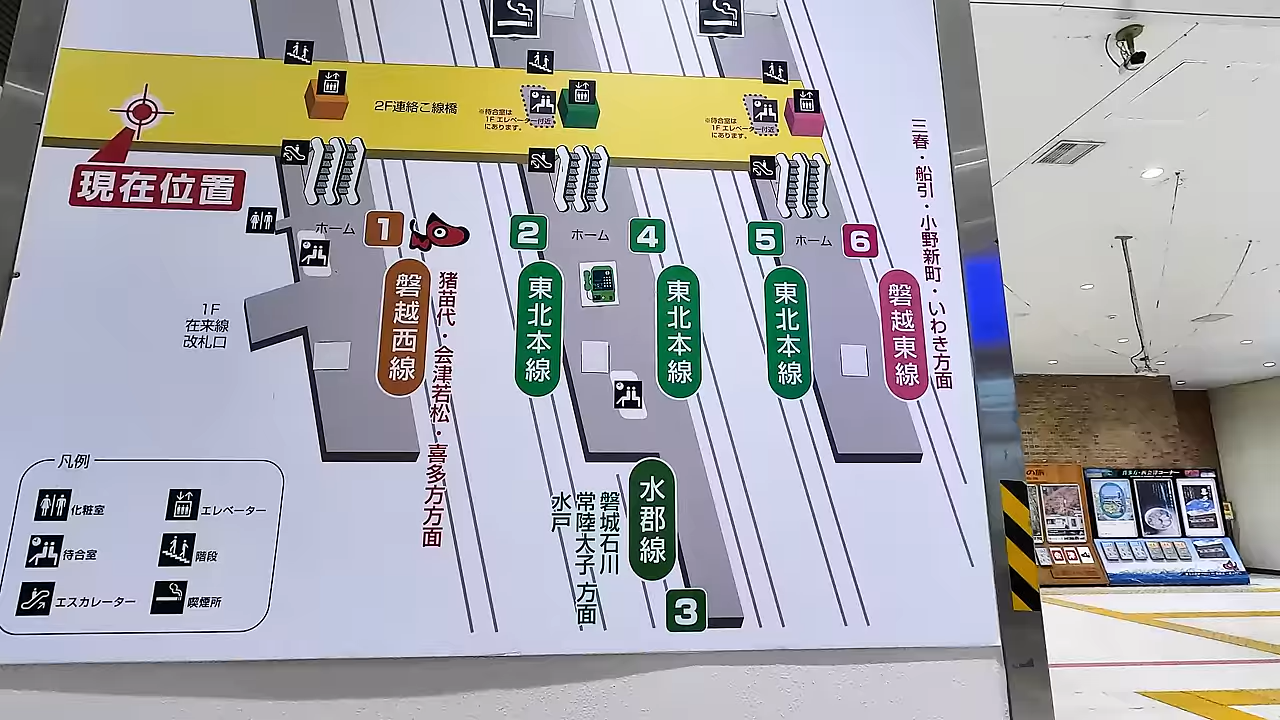 2F連絡こ線橋
※待合室は
1Fエレベーター付近
にあります。
※待合室は
1Fエレベーター付近
にあります。
現在位置
ホーム
1
2
ホーム
4
5
ホーム
6
磐越西線
猪苗代・会津若松・喜多方方面
東北本線
東北本線
東北本線
磐越東線
三春・船引・小野新町・いわき方面
1F
在来線
改札口
水郡線
磐城石川
常陸大子方面
水戸
3
凡例
化粧室
エレベーター
待合室
階段
エスカレーター
喫煙所